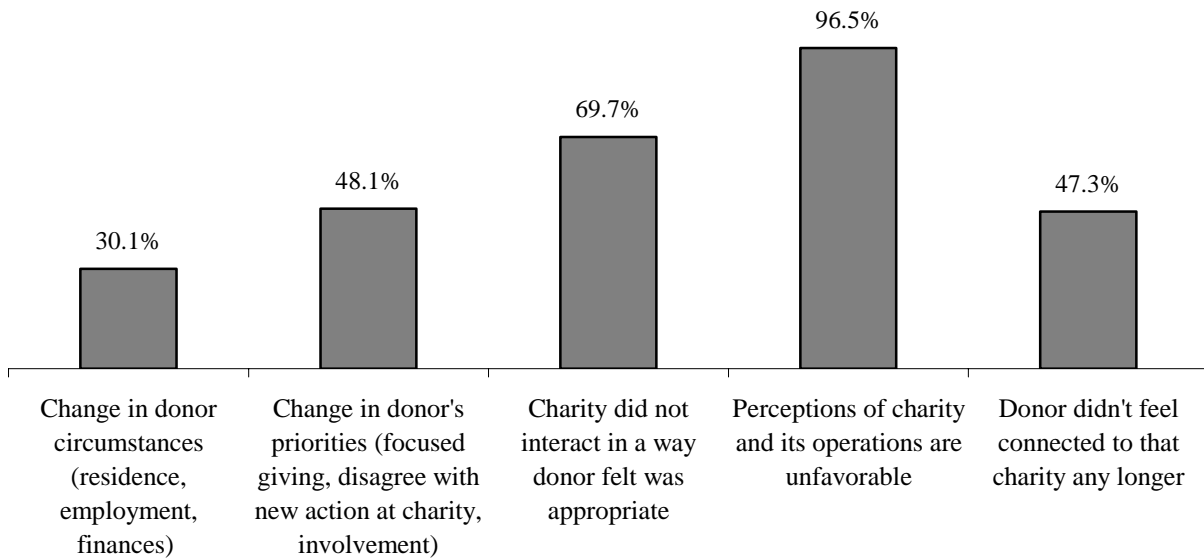 96.5%
69.7%
48.1%
47.3%
30.1%
Change in donor
circumstances
(residence,
employment,
finances)
Change in donor's
priorities (focused
giving, disagree with
new action at charity,
involvement)
Charity did not
interact in a way
donor felt was
appropriate
Perceptions of charity
and its operations are
unfavorable
Donor didn't feel
connected to that
charity any longer